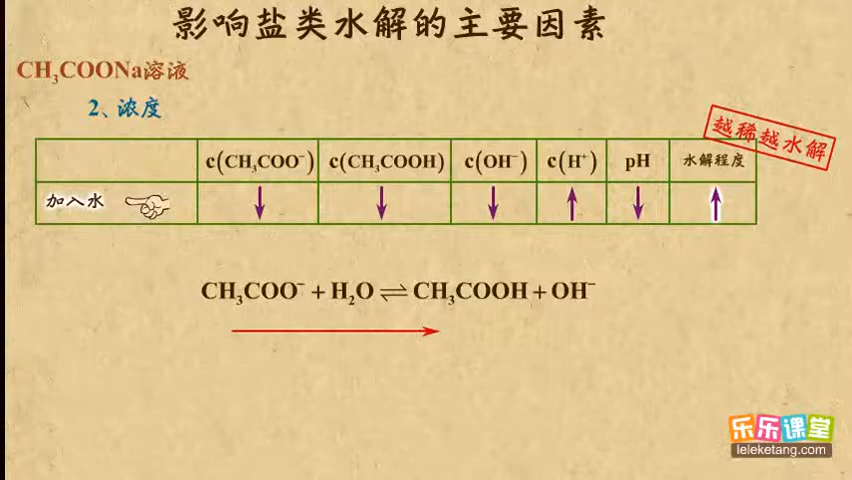 影响盐类水解的主要因素
CH₃COONa溶液
2、浓度
越稀越水解
c(CH₃COO⁻) c(CH₃COOH) c(OH⁻) c(H⁺) pH 水解程度
加入水 ↓ ↓ ↓ ↑ ↓ ↑
CH₃COO⁻+H₂O⇌CH₃COOH+OH⁻
乐乐课堂
leleketang.com